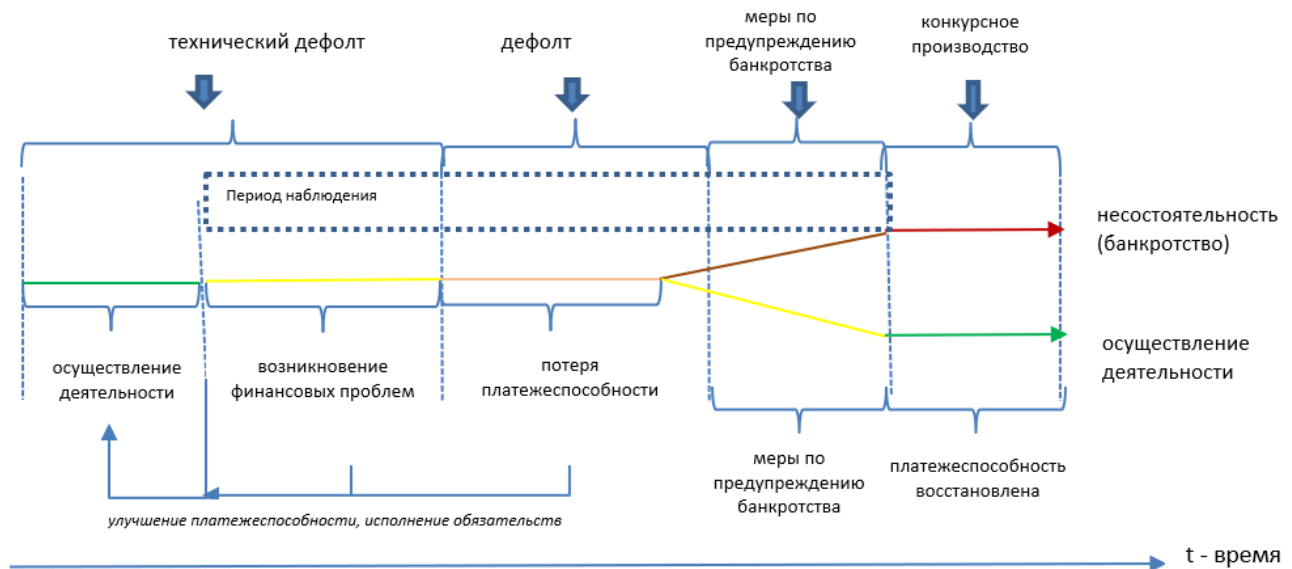 технический дефолт
дефолт
меры по
предупреждению
банкротства
конкурсное
производство
Период наблюдения
несостоятельность
(банкротство)
осуществление
деятельности
осуществление
деятельности
возникновение
финансовых проблем
потеря
платежеспособности
меры по
предупреждению
банкротства
платежеспособность
восстановлена
улучшение платежеспособности, исполнение обязательств
t - время